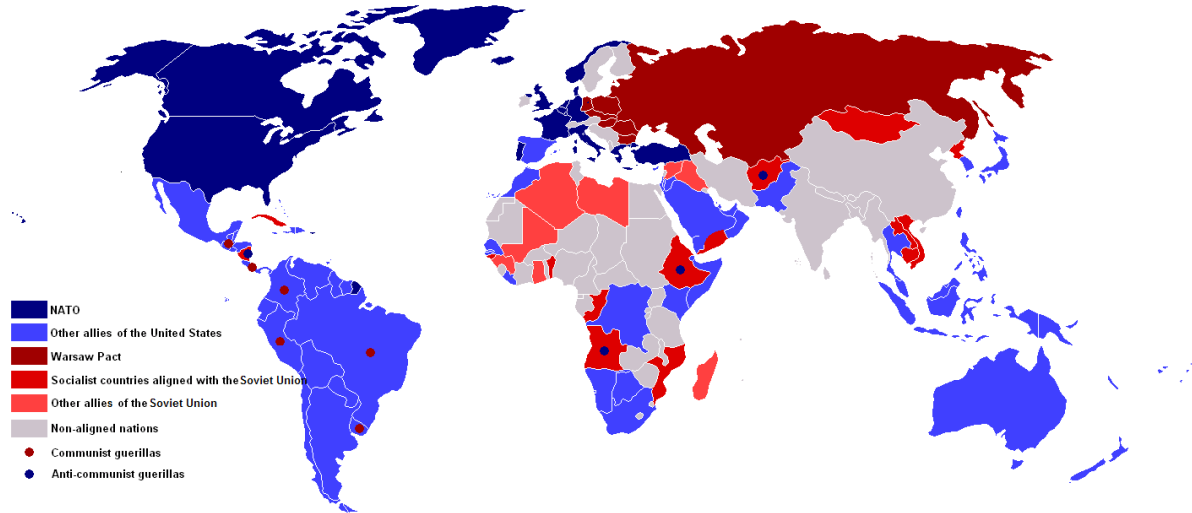 NATO
Other allies of the United States
Warsaw Pact
Socialist countries aligned with the Soviet Union
Other allies of the Soviet Union
Non-aligned nations
Communist guerillas
Anti-communist guerillas